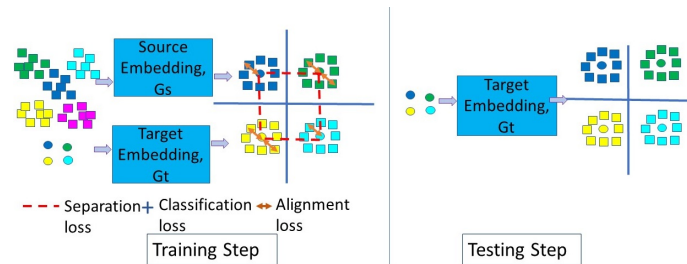 Source
Embedding,
Gs
Target
Embedding,
Gt
Separation
loss
Classification
loss
Alignment
loss
Training Step
Target
Embedding,
Gt
Testing Step